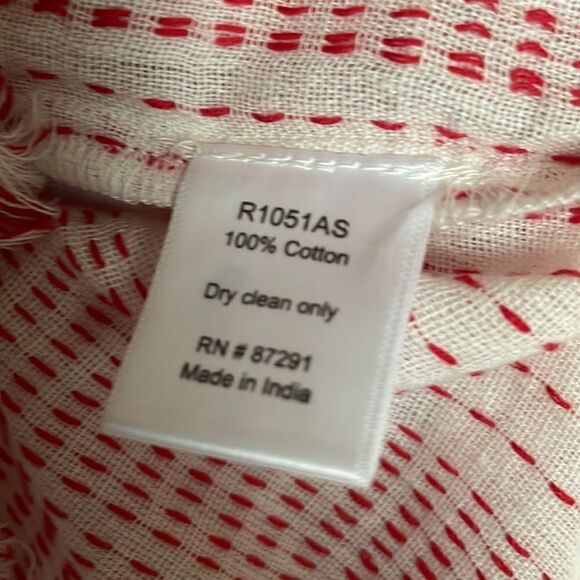 R1051AS
100% Cotton
Dry clean only
RN # 87291
Made in India